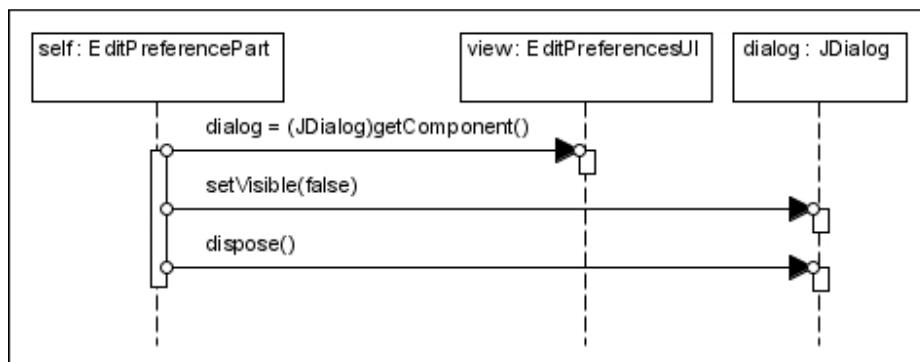 self : EditPreferencePart
view : EditPreferencesUI
dialog : JDialog
dialog = (JDialog)getComponent()
setVisible(false)
dispose()